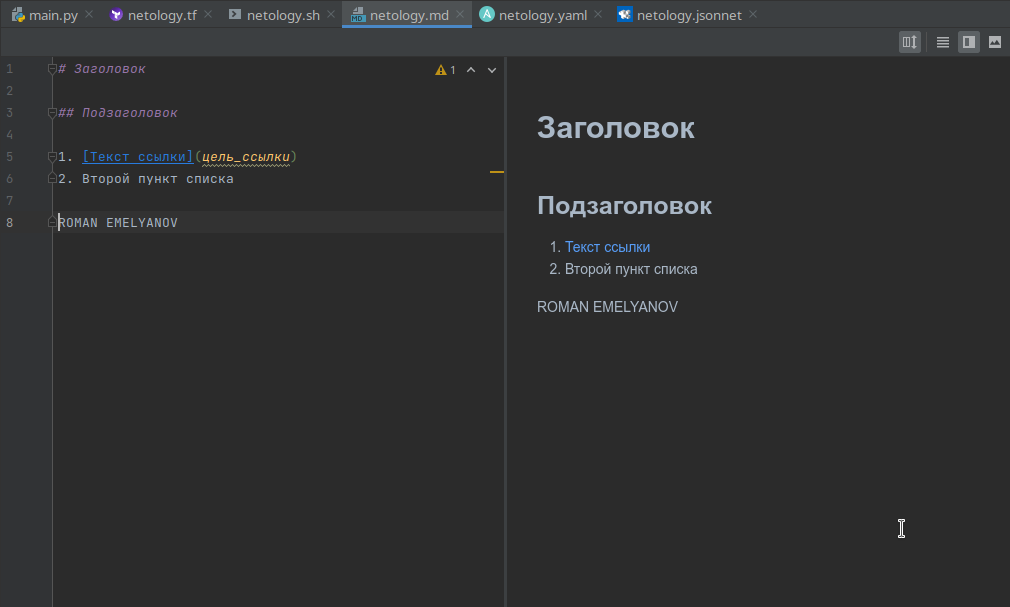 main.py netology.tf netology.sh netology.md netology.yaml netology.jsonnet
1 # Заголовок
1
2
3 ## Подзаголовок
4
5 1. [Текст ссылки](цель_ссылки)
6 2. Второй пункт списка
7
8 ROMAN EMELYANOV
Заголовок
Подзаголовок
1. Текст ссылки
2. Второй пункт списка
ROMAN EMELYANOV